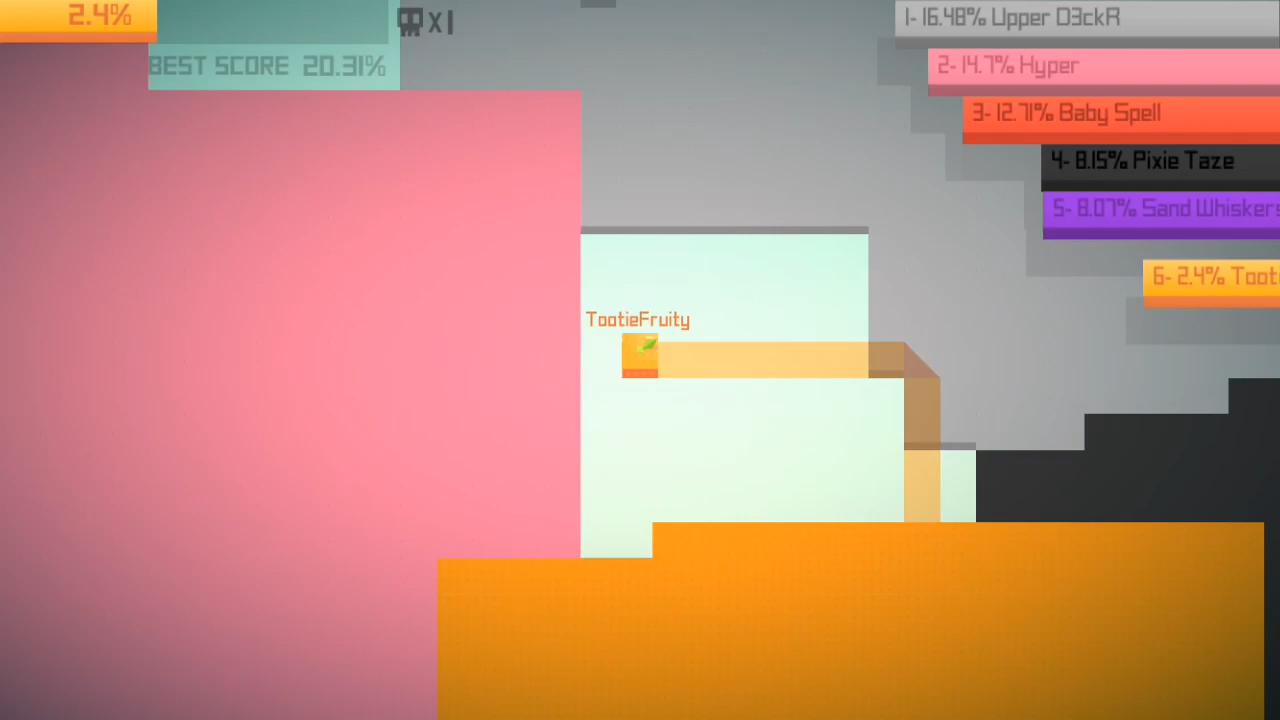 2.4%
X1
BEST SCORE 20.31%
1- 16.48% Upper D3ckR
2- 14.7% Hyper
3- 12.71% Baby Spell
4- 8.15% Pixie Taze
5- 8.07% Sand Whiskers
6- 2.4% Toot
TootieFruity